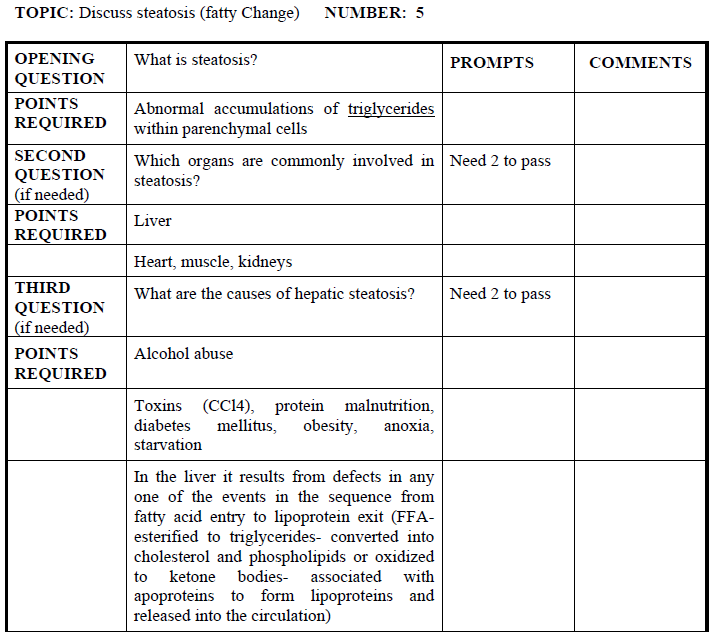 TOPIC: Discuss steatosis (fatty Change) NUMBER: 5
OPENING QUESTION
What is steatosis?
PROMPTS
COMMENTS
POINTS REQUIRED
Abnormal accumulations of triglycerides
within parenchymal cells
SECOND
QUESTION
(if needed)
Which organs are commonly involved in
steatosis?
Need 2 to pass
POINTS
REQUIRED
Liver
Heart, muscle, kidneys
THIRD
QUESTION
(if needed)
What are the causes of hepatic steatosis?
Need 2 to pass
POINTS
REQUIRED
Alcohol abuse
Toxins (CCl4), protein malnutrition,
diabetes mellitus, obesity, anoxia,
starvation
In the liver it results from defects in any
one of the events in the sequence from
fatty acid entry to lipoprotein exit (FFA-
esterified to triglycerides- converted into
cholesterol and phospholipids or oxidized
to ketone bodies- associated with
apoproteins to form lipoproteins and
released into the circulation)